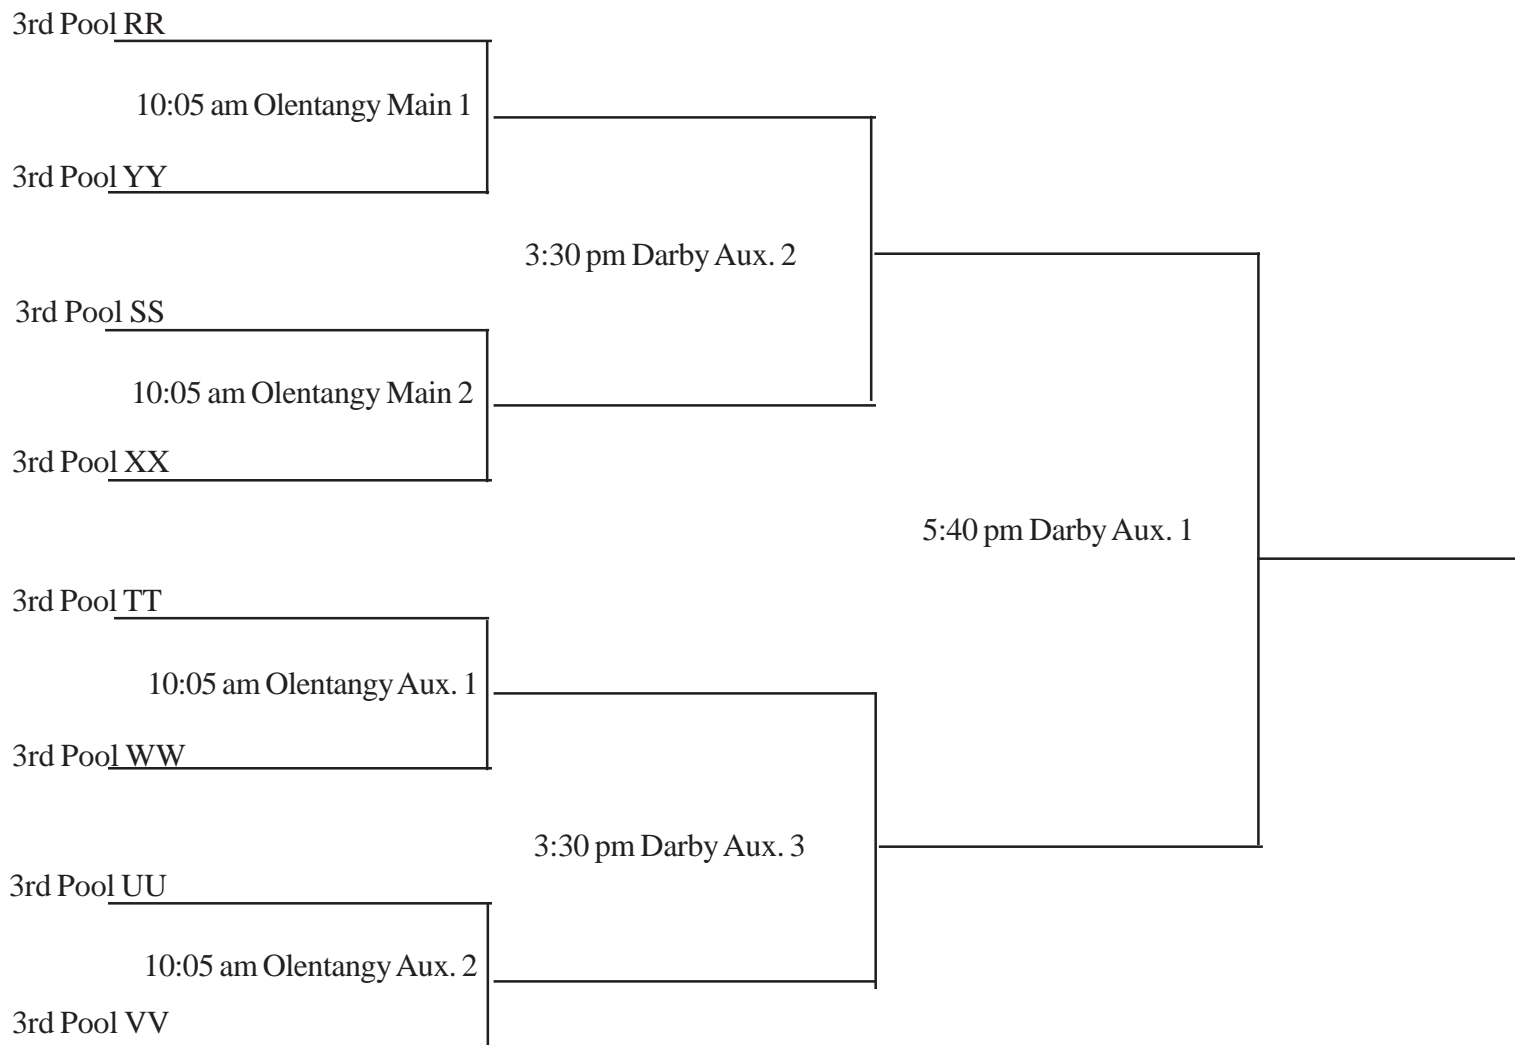 3rd Pool RR
10:05 am Olentangy Main 1
3rd Pool YY
3:30 pm Darby Aux. 2
3rd Pool SS
10:05 am Olentangy Main 2
3rd Pool XX
5:40 pm Darby Aux. 1
3rd Pool TT
10:05 am Olentangy Aux. 1
3rd Pool WW
3:30 pm Darby Aux. 3
3rd Pool UU
10:05 am Olentangy Aux. 2
3rd Pool VV